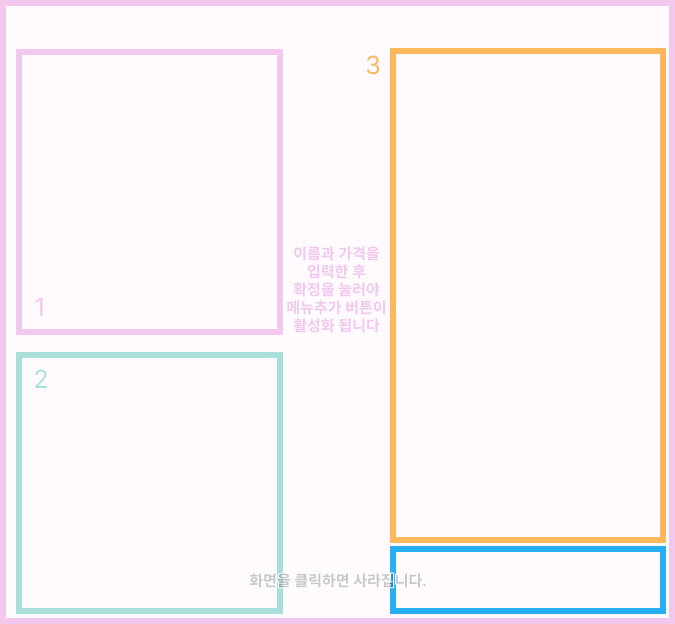 3
이름과 가격을
입력한 후
확정을 눌러야
메뉴추가 버튼이
활성화 됩니다
1
2
화면을 클릭하면 사라집니다.